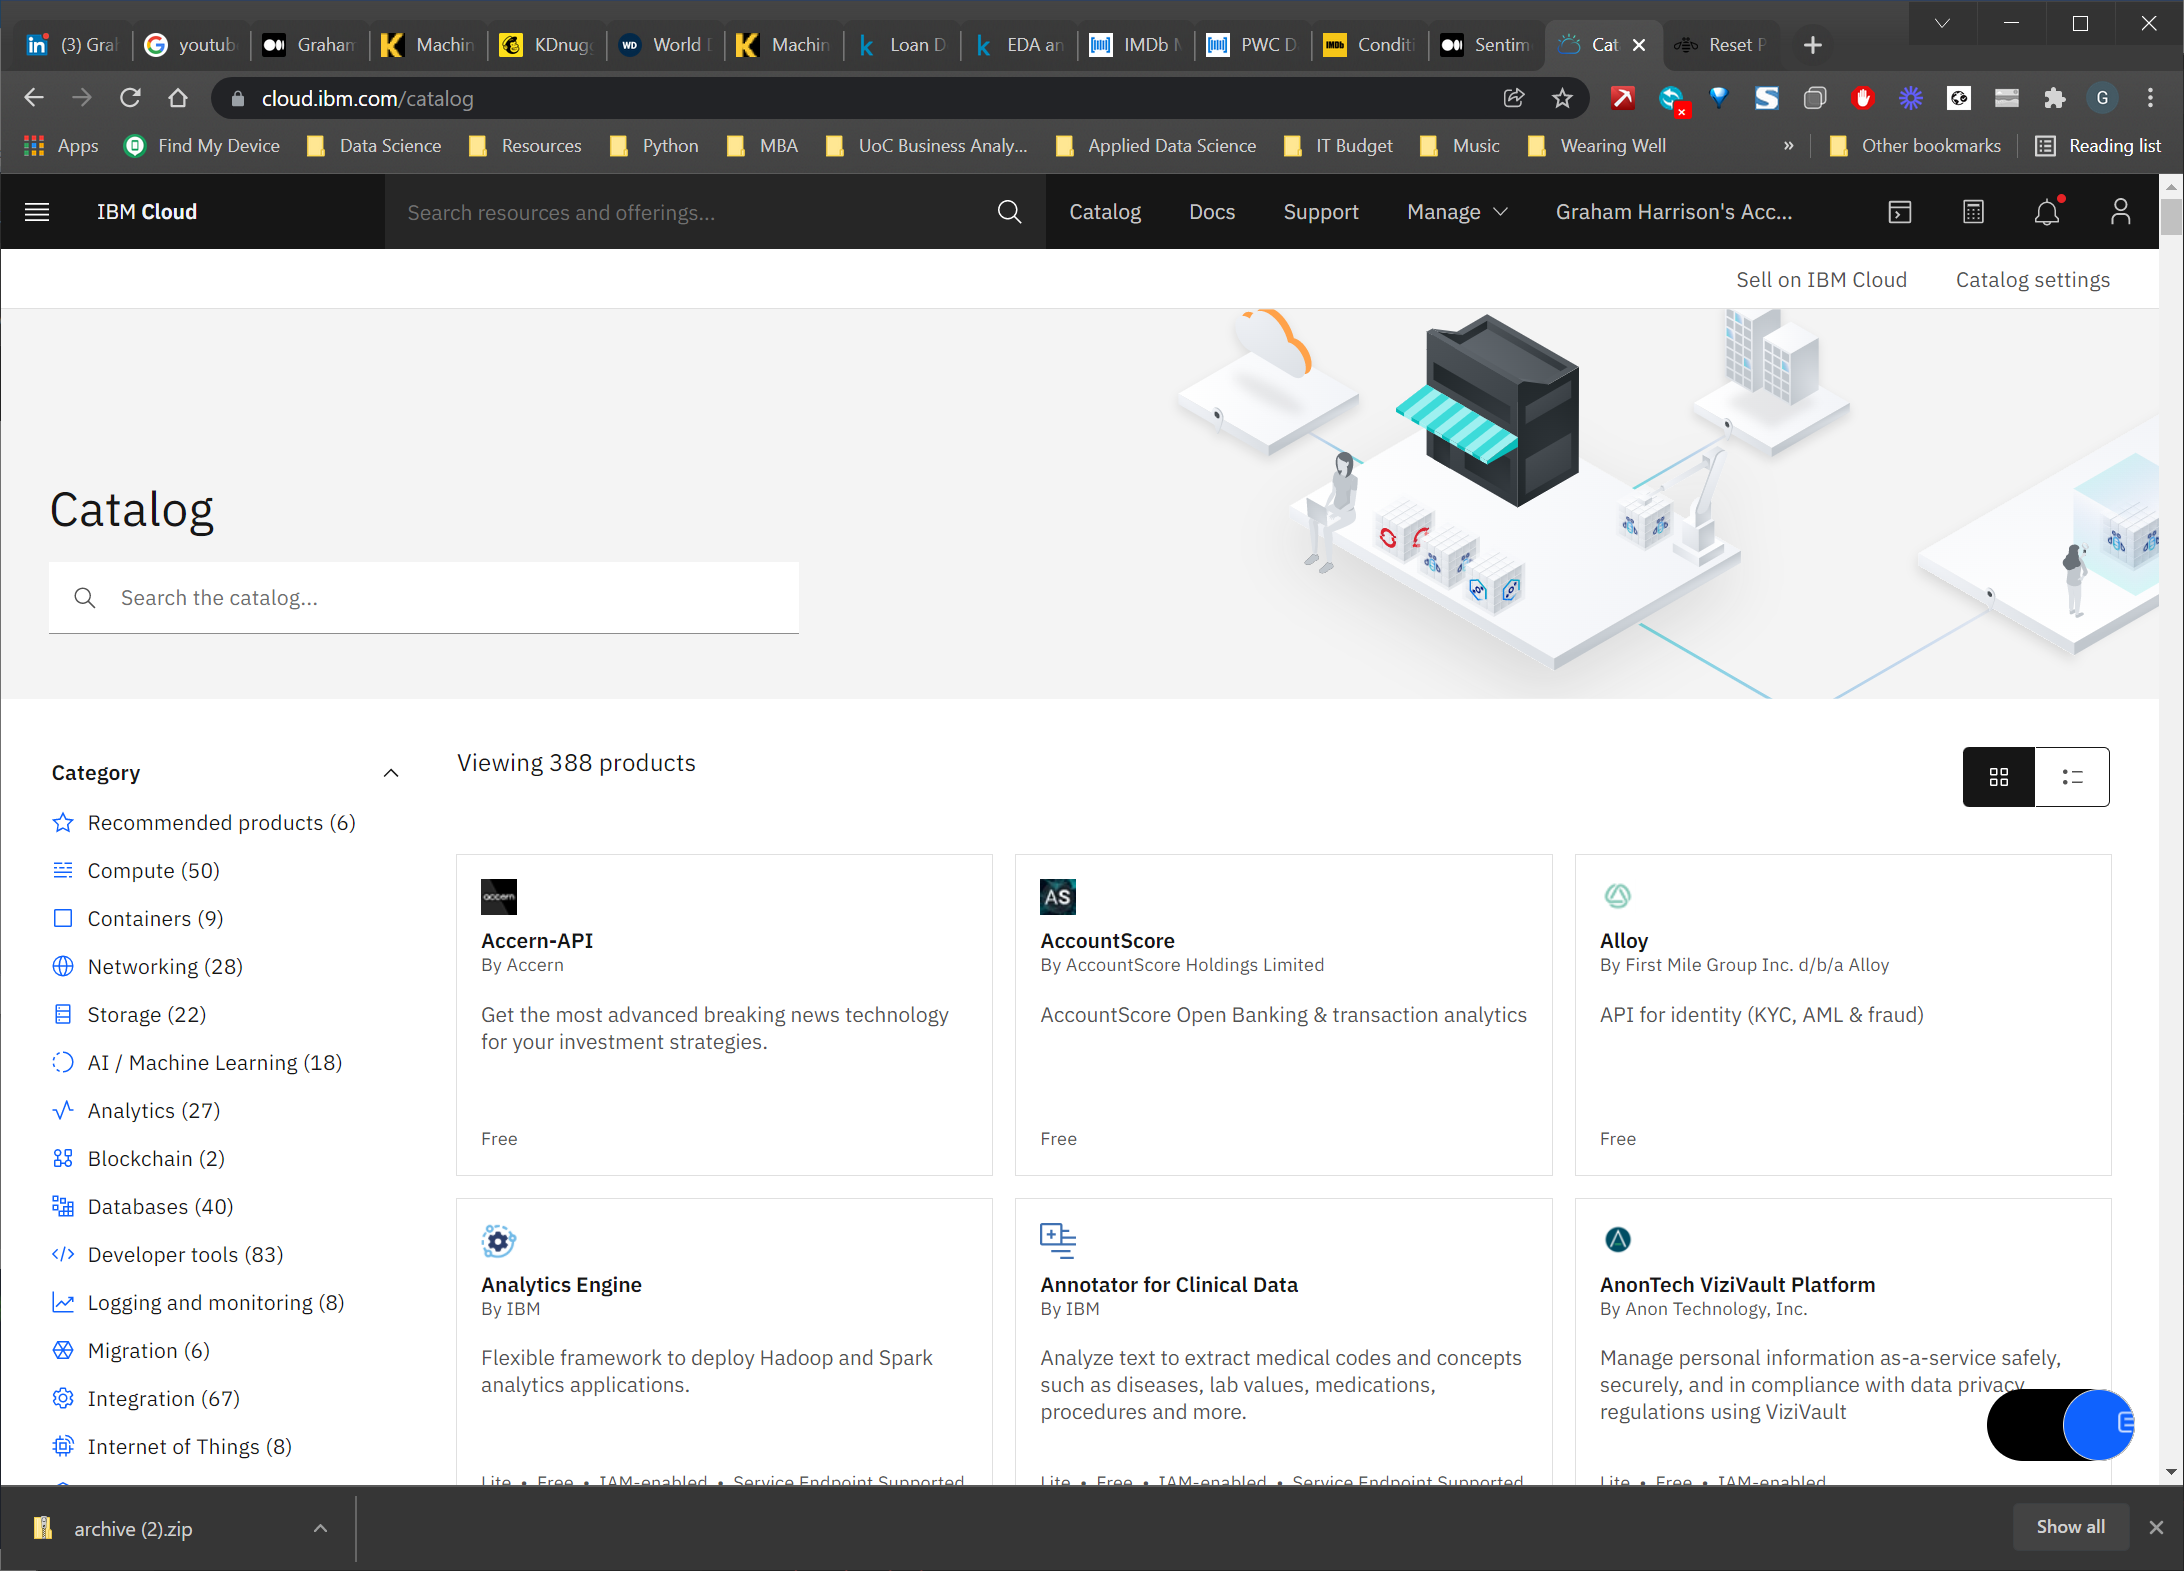 (3) Gra
youtub
Graham
Machin
KDnugg
World
Machin
Loan D
EDA an
IMDb
PWC D
Conditi
Sentim
Cat
Reset P
cloud.ibm.com/catalog
G
Apps
Find My Device
Data Science
Resources
Python
MBA
UoC Business Analy...
Applied Data Science
IT Budget
Music
Wearing Well
»
Other bookmarks
Reading list
IBM Cloud
Search resources and offerings...
Catalog
Docs
Support
Manage
Graham Harrison's Acc...
Sell on IBM Cloud
Catalog settings
Catalog
Search the catalog...
Category
Viewing 388 products
Recommended products (6)
Compute (50)
Containers (9)
Networking (28)
Storage (22)
AI / Machine Learning (18)
Analytics (27)
Blockchain (2)
Databases (40)
Developer tools (83)
Logging and monitoring (8)
Migration (6)
Integration (67)
Internet of Things (8)
accern
Accern-API
By Accern
Get the most advanced breaking news technology
for your investment strategies.
Free
AS
AccountScore
By AccountScore Holdings Limited
AccountScore Open Banking & transaction analytics
Free
Alloy
By First Mile Group Inc. d/b/a Alloy
API for identity (KYC, AML & fraud)
Free
Analytics Engine
By IBM
Flexible framework to deploy Hadoop and Spark
analytics applications.
Lite • Free • IAM-enabled • Service Endpoint Supported
Annotator for Clinical Data
By IBM
Analyze text to extract medical codes and concepts
such as diseases, lab values, medications,
procedures and more.
Lite • Free • IAM-enabled • Service Endpoint Supported
AnonTech ViziVault Platform
By Anon Technology, Inc.
Manage personal information as-a-service safely,
securely, and in compliance with data privacy
regulations using ViziVault
Lite • Free • IAM-enabled
archive (2).zip
Show all